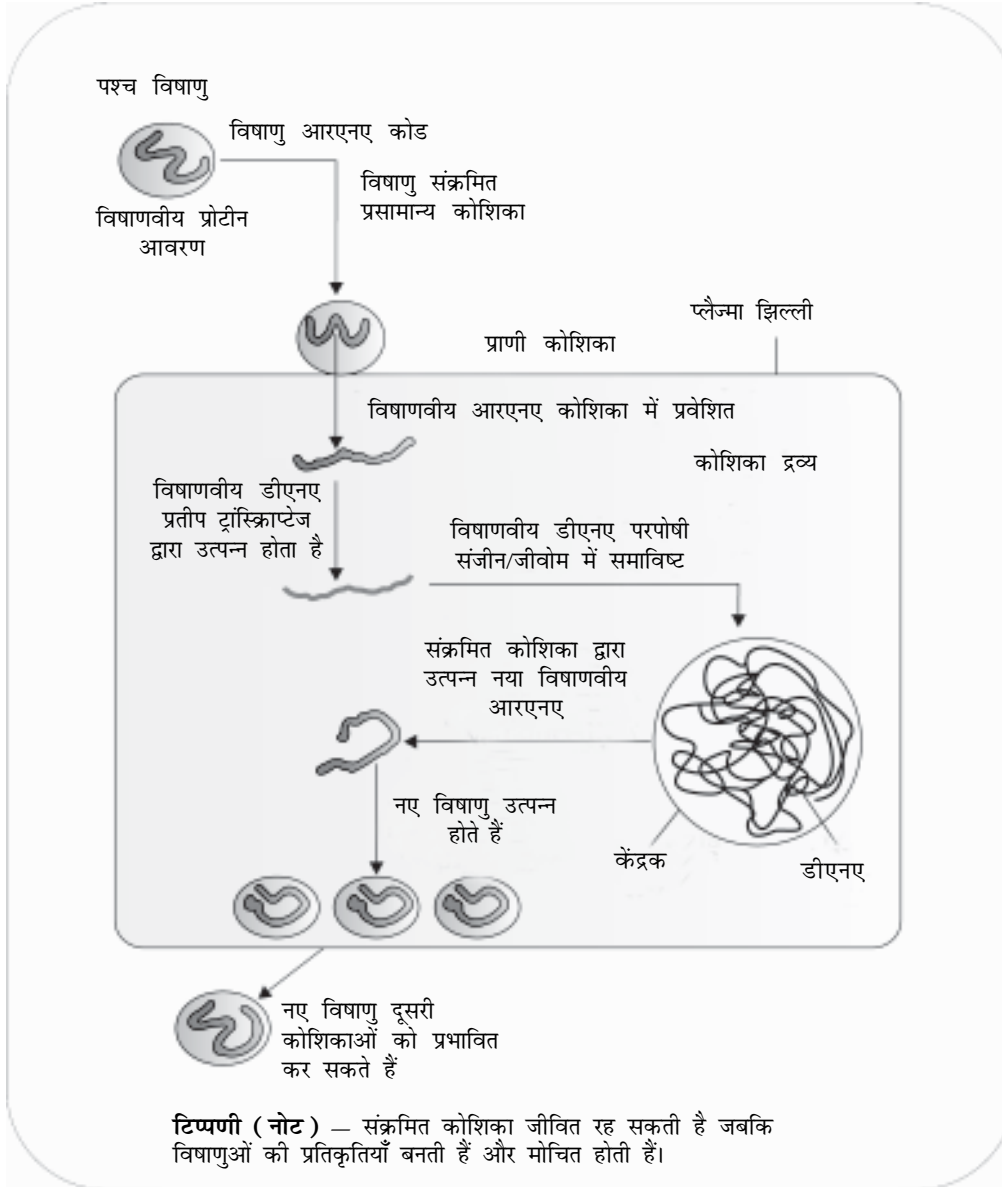 पश्च विषाणु
विषाणु आरएनए कोड
विषाणु संक्रमित
प्रसामान्य कोशिका
विषाणवीय प्रोटीन
आवरण
प्लैज्मा झिल्ली
प्राणी कोशिका
विषाणवीय आरएनए कोशिका में प्रवेशित
कोशिका द्रव्य
विषाणवीय डीएनए
प्रतीप ट्रांस्क्राप्टेज
द्वारा उत्पन्न होता है
विषाणवीय डीएनए परपोषी
संजीन/जीवोम में समाविष्ट
संक्रमित कोशिका द्वारा
उत्पन्न नया विषाणवीय
आरएनए
नए विषाणु उत्पन्न
होते हैं
केंद्रक
डीएनए
नए विषाणु दूसरी
कोशिकाओं को प्रभावित
कर सकते हैं
टिप्पणी ( नोट ) — संक्रमित कोशिका जीवित रह सकती है जबकि
विषाणुओं की प्रतिकृतियाँ बनती हैं और मोचित होती हैं।